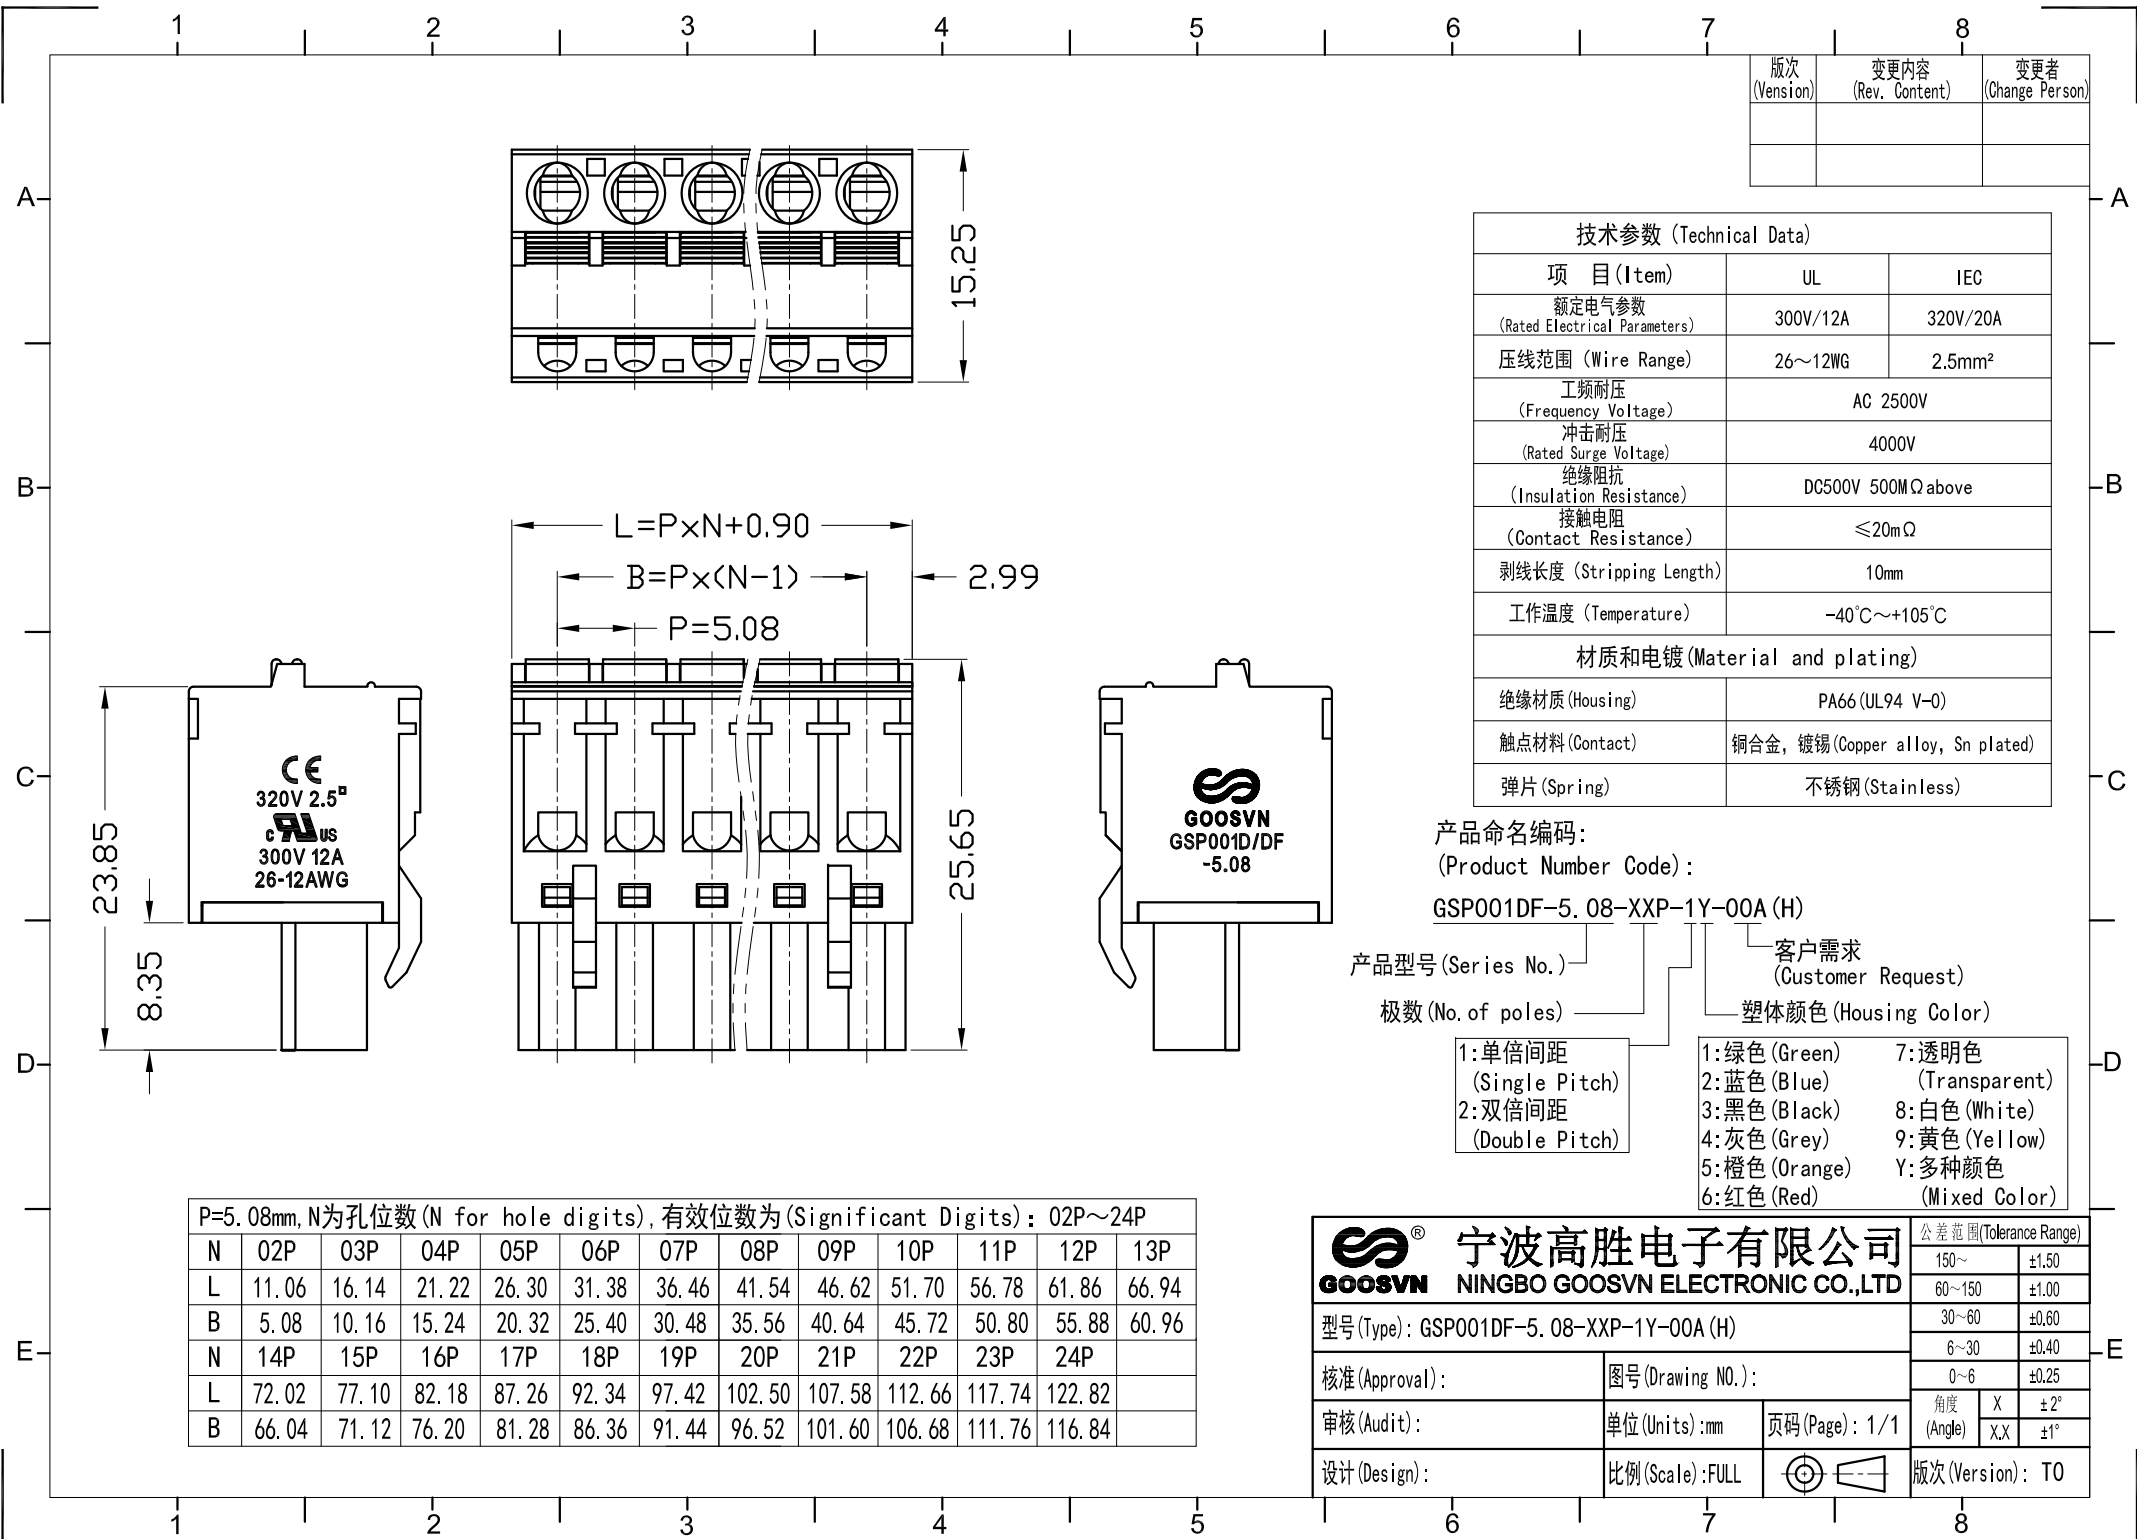 1 2 3 4 5 6 7 8
版次 变更内容 变更者
(Vension) (Rev. Content) (Change Person)
A A
B B
C C
D D
E E
15.25
L=P×N+0.90
B=P×(N-1) 2.99
P=5.08
25.65
23.85
8.35
CE
320V 2.5
c RU US
300V 12A
26-12AWG
GOOSVN
GSP001D/DF
-5.08
技术参数 (Technical Data)
项 目(Item) UL IEC
额定电气参数
(Rated Electrical Parameters) 300V/12A 320V/20A
压线范围 (Wire Range) 26～12WG 2.5mm²
工频耐压
(Frequency Voltage) AC 2500V
冲击耐压
(Rated Surge Voltage) 4000V
绝缘阻抗
(Insulation Resistance) DC500V 500MΩabove
接触电阻
(Contact Resistance) ≤20mΩ
剥线长度 (Stripping Length) 10mm
工作温度 (Temperature) -40℃～+105℃
材质和电镀(Material and plating)
绝缘材质(Housing) PA66(UL94 V-0)
触点材料(Contact) 铜合金, 镀锡(Copper alloy, Sn plated)
弹片(Spring) 不锈钢(Stainless)
产品命名编码:
(Product Number Code):
GSP001DF-5.08-XXP-1Y-00A(H)
产品型号(Series No.)
客户需求
(Customer Request)
极数(No.of poles)
塑体颜色(Housing Color)
1:单倍间距
(Single Pitch)
2:双倍间距
(Double Pitch)
1:绿色(Green) 7:透明色
2:蓝色(Blue) (Transparent)
3:黑色(Black) 8:白色(White)
4:灰色(Grey) 9:黄色(Yellow)
5:橙色(Orange) Y:多种颜色
6:红色(Red) (Mixed Color)
P=5.08mm,N为孔位数(N for hole digits),有效位数为(Significant Digits): 02P～24P
N 02P 03P 04P 05P 06P 07P 08P 09P 10P 11P 12P 13P
L 11.06 16.14 21.22 26.30 31.38 36.46 41.54 46.62 51.70 56.78 61.86 66.94
B 5.08 10.16 15.24 20.32 25.40 30.48 35.56 40.64 45.72 50.80 55.88 60.96
N 14P 15P 16P 17P 18P 19P 20P 21P 22P 23P 24P
L 72.02 77.10 82.18 87.26 92.34 97.42 102.50 107.58 112.66 117.74 122.82
B 66.04 71.12 76.20 81.28 86.36 91.44 96.52 101.60 106.68 111.76 116.84
GOOSVN ®
宁波高胜电子有限公司
NINGBO GOOSVN ELECTRONIC CO.,LTD
型号(Type): GSP001DF-5.08-XXP-1Y-00A(H)
核准(Approval): 图号(Drawing NO.):
审核(Audit): 单位(Units):mm 页码(Page): 1/1
设计(Design): 比例(Scale):FULL
公差范围(Tolerance Range)
150～ ±1.50
60～150 ±1.00
30～60 ±0.60
6～30 ±0.40
0～6 ±0.25
角度 X ±2°
(Angle) X.X ±1°
版次(Version): T0
1 2 3 4 5 6 7 8